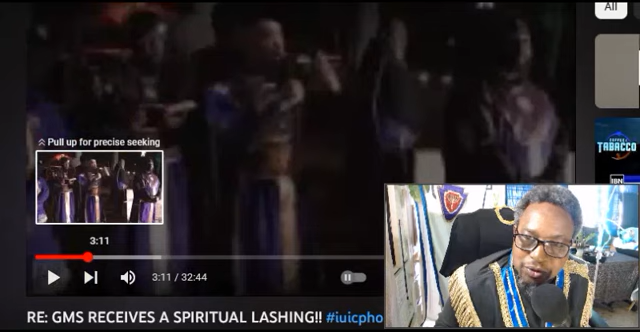 All
Pull up for precise seeking
TABACCO
IBN
3:11
3:11 / 32:44
RE: GMS RECEIVES A SPIRITUAL LASHING!! #iuicpho